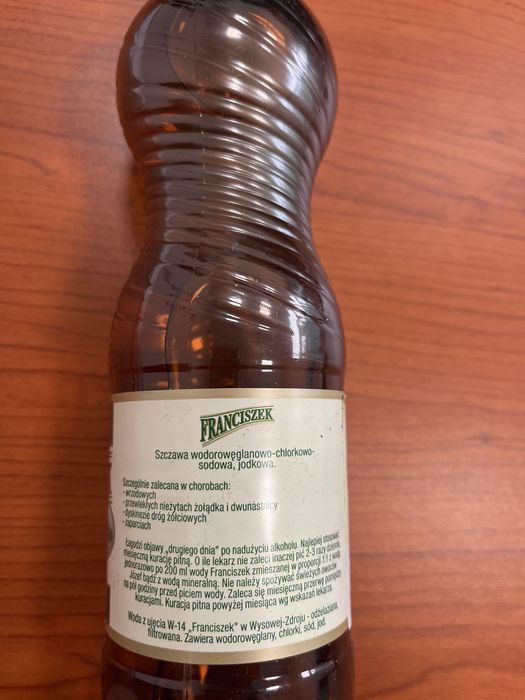 FRANCISZEK
Szczawa wodorowęglanowo-chlorkowo-
sodowa, jodkowa.
Szczególnie zalecana w chorobach:
- wrzodowych
- przewlekłych nieżytach żołądka i dwunastnicy
- dyskinezie dróg żółciowych
- zaparciach
Łagodzi objawy „drugiego dnia" po nadużyciu alkoholu. Najlepiej stosować
miesięczną kurację pitną. O ile lekarz nie zaleci inaczej pić 2-3 razy dziennie,
jednorazowo po 200 ml wody Franciszek zmieszanej w proporcji 1:1 z wodą
Józef bądź z wodą mineralną. Nie należy spożywać świeżych owoców
na pół godziny przed piciem wody. Zaleca się miesięczną przerwę pomiędzy
kuracjami. Kuracja pitna powyżej miesiąca wg wskazań lekarza.
Woda z ujęcia W-14 „Franciszek" w Wysowej-Zdroju - odżelaziana,
filtrowana. Zawiera wodorowęglany, chlorki, sód, jod.